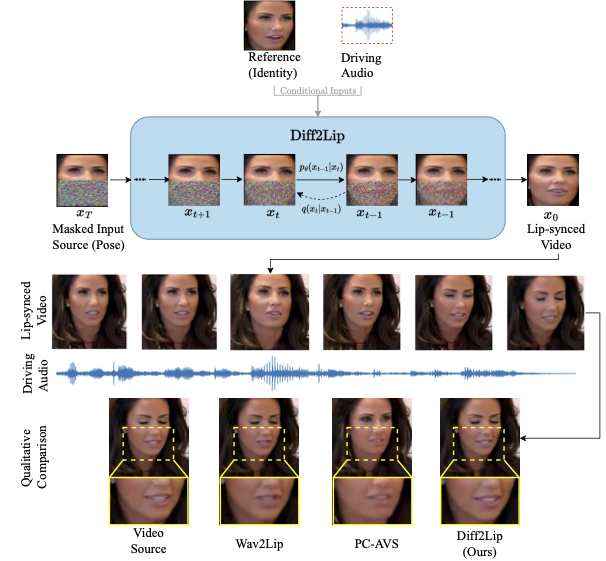 Reference
(Identity)
Driving
Audio
Conditional Inputs
Diff2Lip
p_θ(x_{t−1}|x_t)
q(x_t|x_{t−1})
x_T
x_{t+1}
x_t
x_{t−1}
x_{t−1}
x_0
Masked Input
Source (Pose)
Lip-synced
Video
Lip-synced
Video
Driving
Audio
Qualitative
Comparison
Video
Source
Wav2Lip
PC-AVS
Diff2Lip
(Ours)